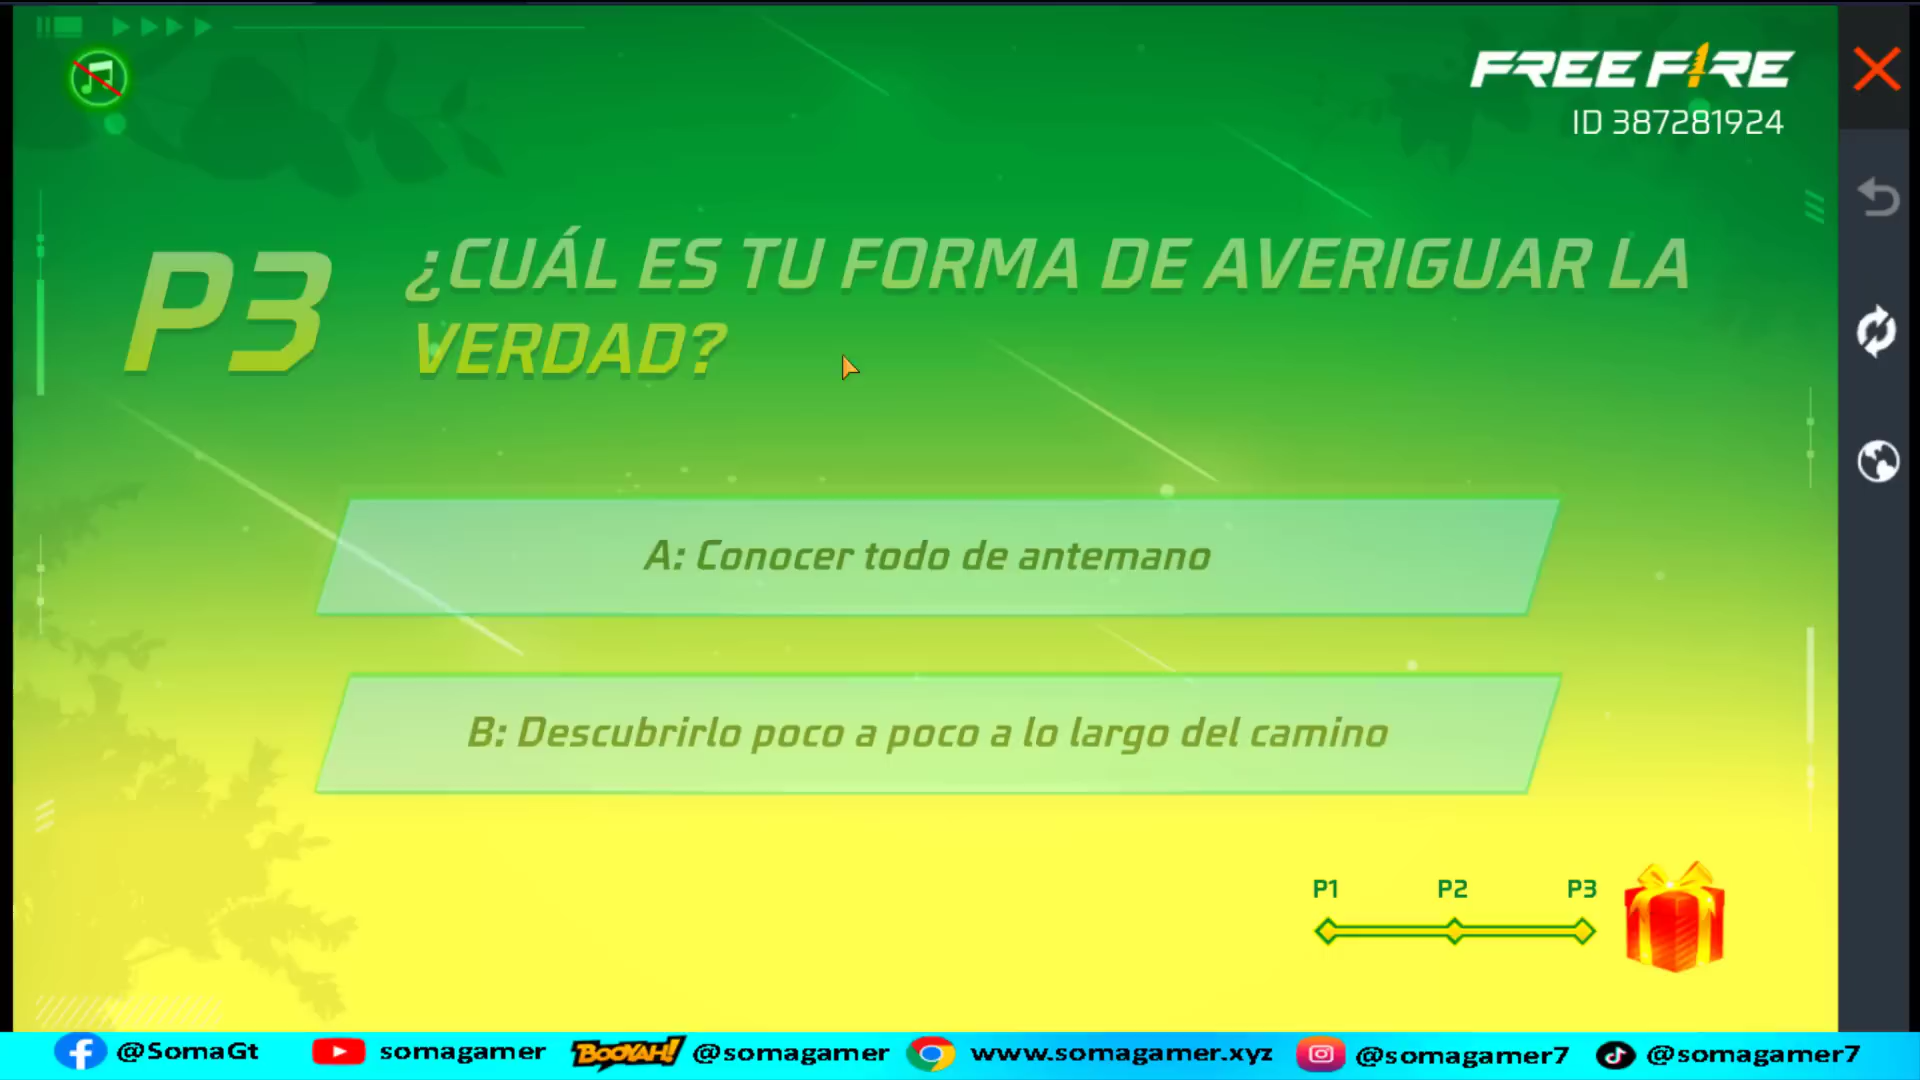 FREE FIRE
ID 387281924
P3
¿CUÁL ES TU FORMA DE AVERIGUAR LA
VERDAD?
A: Conocer todo de antemano
B: Descubrirlo poco a poco a lo largo del camino
P1 P2 P3
@SomaGt somagamer BOOYAH! @somagamer www.somagamer.xyz @somagamer7 @somagamer7